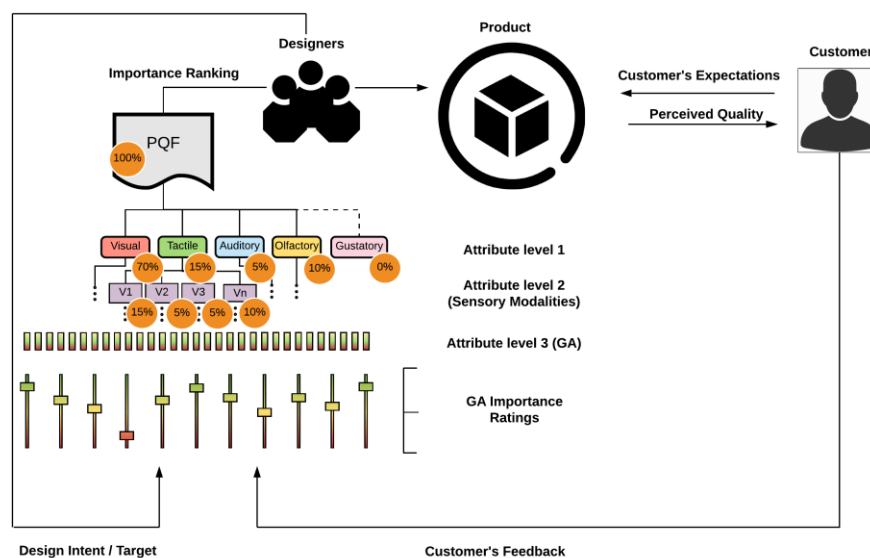 Product
Designers
Customer
Importance Ranking
Customer's Expectations
Perceived Quality
PQF
100%
Visual
Tactile
Auditory
Olfactory
Gustatory
Attribute level 1
70%
15%
5%
10%
0%
V1
V2
V3
Vn
Attribute level 2
(Sensory Modalities)
15%
5%
5%
10%
Attribute level 3 (GA)
GA Importance
Ratings
Design Intent / Target
Customer's Feedback